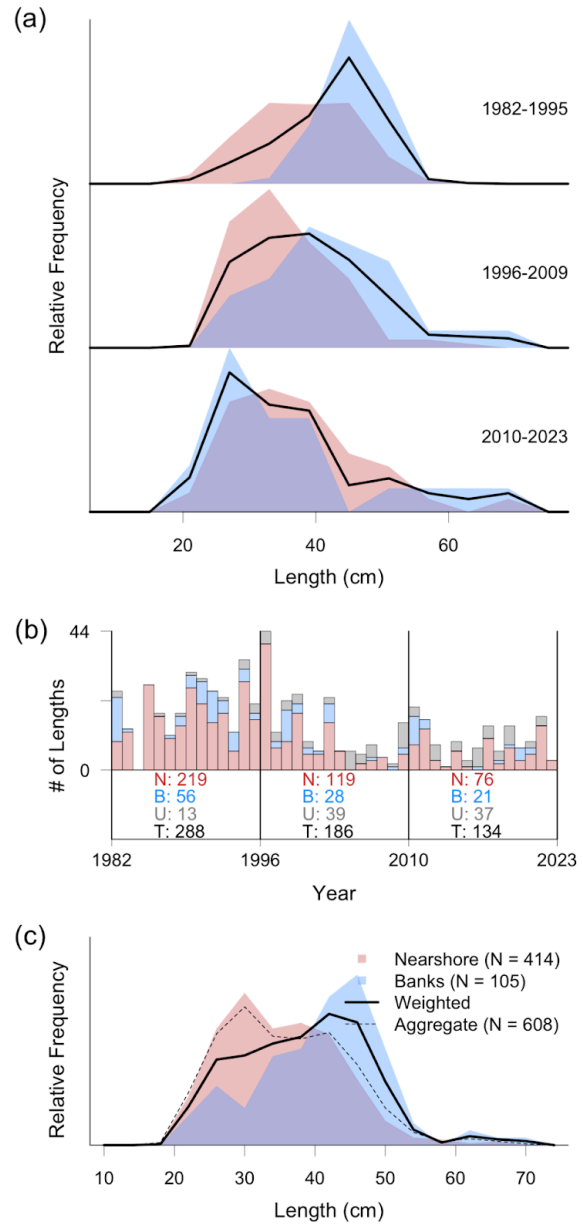 (a)
1982-1995
1996-2009
2010-2023
Relative Frequency
20 40 60
Length (cm)
(b)
44
0
# of Lengths
N: 219 N: 119 N: 76
B: 56 B: 28 B: 21
U: 13 U: 39 U: 37
T: 288 T: 186 T: 134
1982 1996 2010 2023
Year
(c)
Nearshore (N = 414)
Banks (N = 105)
Weighted
Aggregate (N = 608)
Relative Frequency
10 20 30 40 50 60 70
Length (cm)